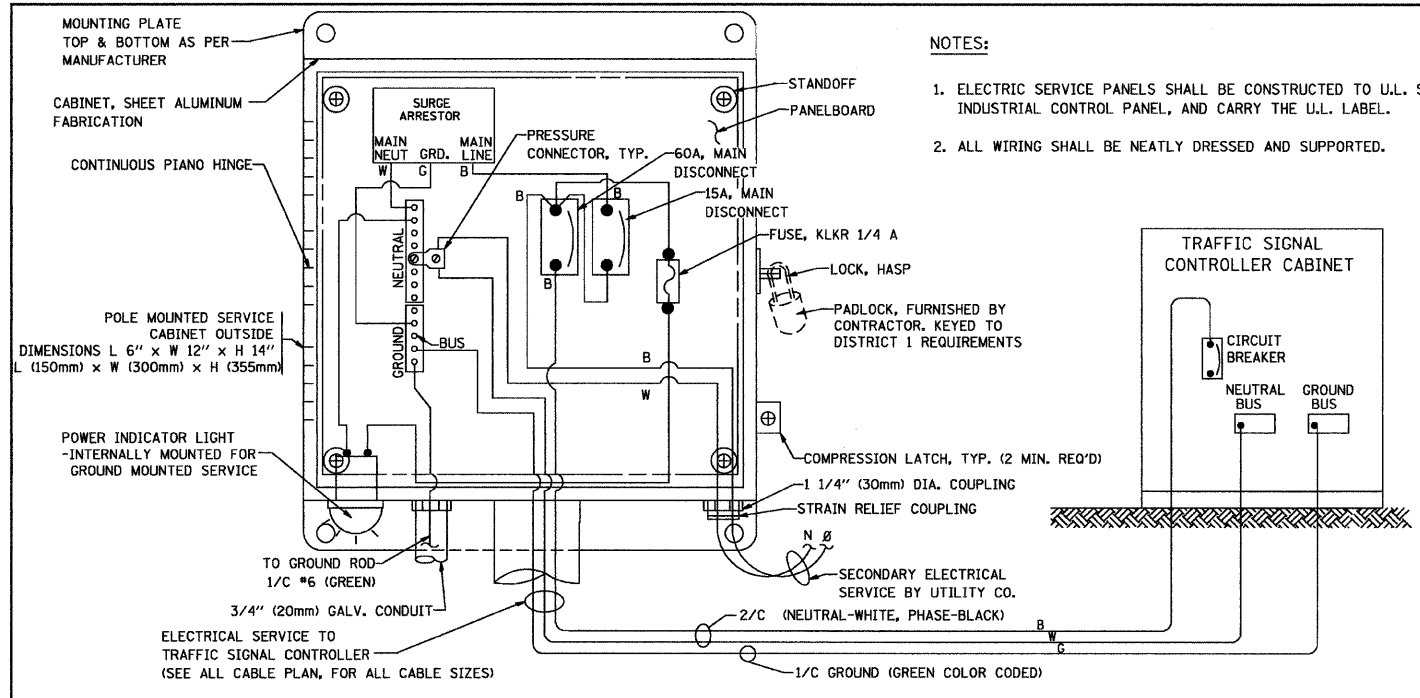 MOUNTING PLATE
TOP & BOTTOM AS PER
MANUFACTURER
CABINET, SHEET ALUMINUM
FABRICATION
CONTINUOUS PIANO HINGE
POLE MOUNTED SERVICE
CABINET OUTSIDE
DIMENSIONS L 6" x W 12" x H 14"
L (150mm) x W (300mm) x H (355mm)
POWER INDICATOR LIGHT
-INTERNALLY MOUNTED FOR
GROUND MOUNTED SERVICE
TO GROUND ROD
1/C #6 (GREEN)
3/4" (20mm) GALV. CONDUIT
ELECTRICAL SERVICE TO
TRAFFIC SIGNAL CONTROLLER
(SEE ALL CABLE PLAN, FOR ALL CABLE SIZES)
SURGE
ARRESTOR
MAIN NEUT
GRD.
MAIN LINE
W
G
B
NEUTRAL
GROUND
BUS
PRESSURE
CONNECTOR, TYP.
B
B
B
B
W
STANDOFF
PANELBOARD
60A, MAIN
DISCONNECT
15A, MAIN
DISCONNECT
FUSE, KLKR 1/4 A
LOCK, HASP
PADLOCK, FURNISHED BY
CONTRACTOR. KEYED TO
DISTRICT 1 REQUIREMENTS
COMPRESSION LATCH, TYP. (2 MIN. REQ'D)
1 1/4" (30mm) DIA. COUPLING
STRAIN RELIEF COUPLING
N Ø
SECONDARY ELECTRICAL
SERVICE BY UTILITY CO.
2/C (NEUTRAL-WHITE, PHASE-BLACK)
B
W
G
1/C GROUND (GREEN COLOR CODED)
NOTES:
1. ELECTRIC SERVICE PANELS SHALL BE CONSTRUCTED TO U.L.
INDUSTRIAL CONTROL PANEL, AND CARRY THE U.L. LABEL.
2. ALL WIRING SHALL BE NEATLY DRESSED AND SUPPORTED.
TRAFFIC SIGNAL
CONTROLLER CABINET
CIRCUIT
BREAKER
NEUTRAL
BUS
GROUND
BUS